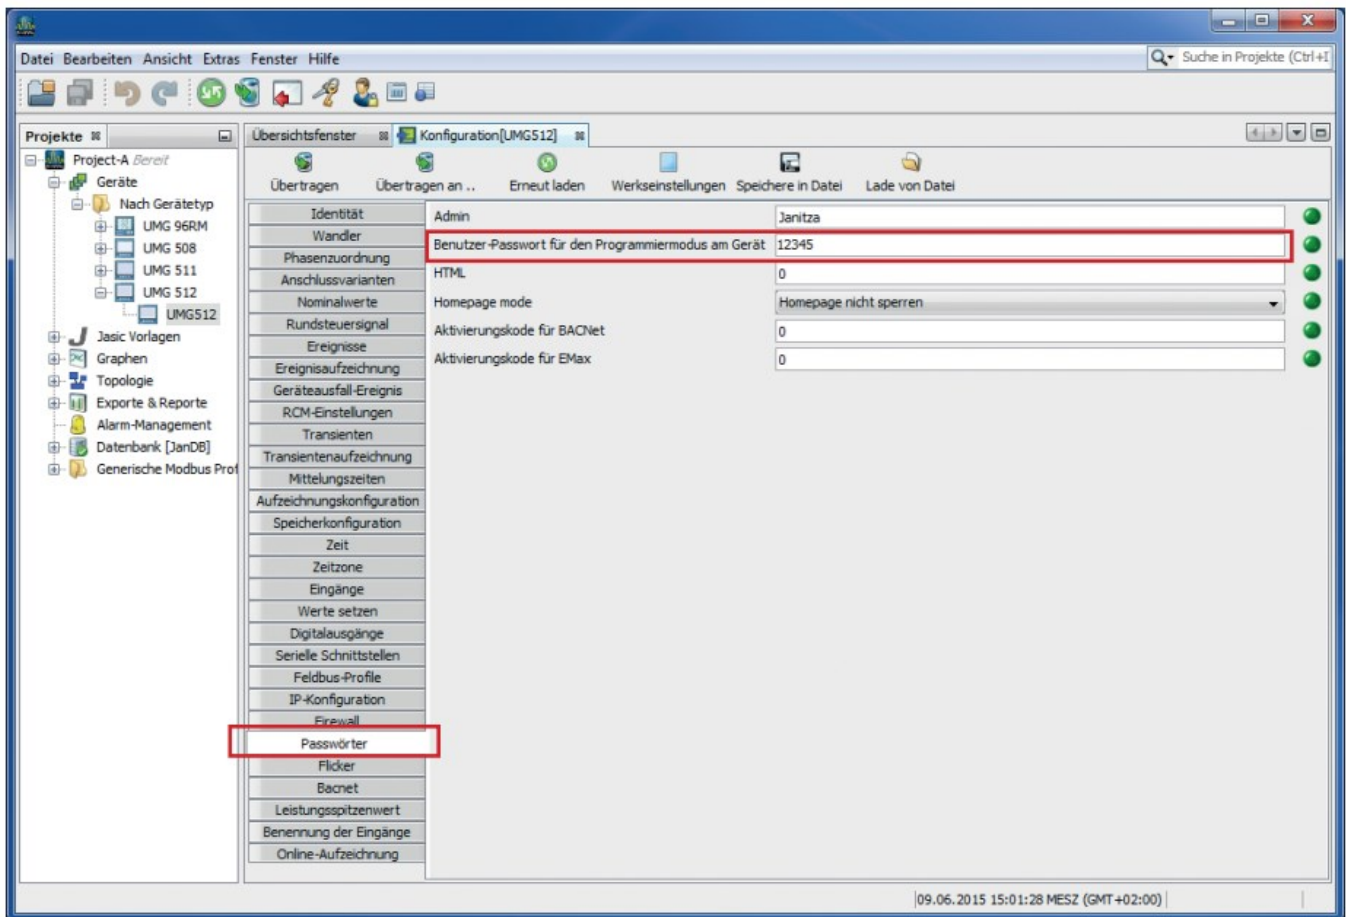 Datei Bearbeiten Ansicht Extras Fenster Hilfe
Suche in Projekte (Ctrl+I
Projekte
Übersichtsfenster
Konfiguration[UMG512]
Project-A Bereit
Geräte
Nach Gerätetyp
UMG 96RM
UMG 508
UMG 511
UMG 512
UMG512
Jasic Vorlagen
Graphen
Topologie
Exporte & Reporte
Alarm-Management
Datenbank [JanDB]
Generische Modbus Prof
Übertragen
Übertragen an ..
Erneut laden
Werkseinstellungen
Speichere in Datei
Lade von Datei
Identität
Wandler
Phasenzuordnung
Anschlussvarianten
Nominalwerte
Rundsteuersignal
Ereignisse
Ereignisaufzeichnung
Geräteausfall-Ereignis
RCM-Einstellungen
Transienten
Transientenaufzeichnung
Mittelungszeiten
Aufzeichnungskonfiguration
Speicherkonfiguration
Zeit
Zeitzone
Eingänge
Werte setzen
Digitalausgänge
Serielle Schnittstellen
Feldbus-Profile
IP-Konfiguration
Firewall
Passwörter
Flicker
Bacnet
Leistungsspitzenwert
Benennung der Eingänge
Online-Aufzeichnung
Admin Janitza
Benutzer-Passwort für den Programmiermodus am Gerät 12345
HTML 0
Homepage mode Homepage nicht sperren
Aktivierungskode für BACNet 0
Aktivierungskode für EMax 0
09.06.2015 15:01:28 MESZ (GMT+02:00)